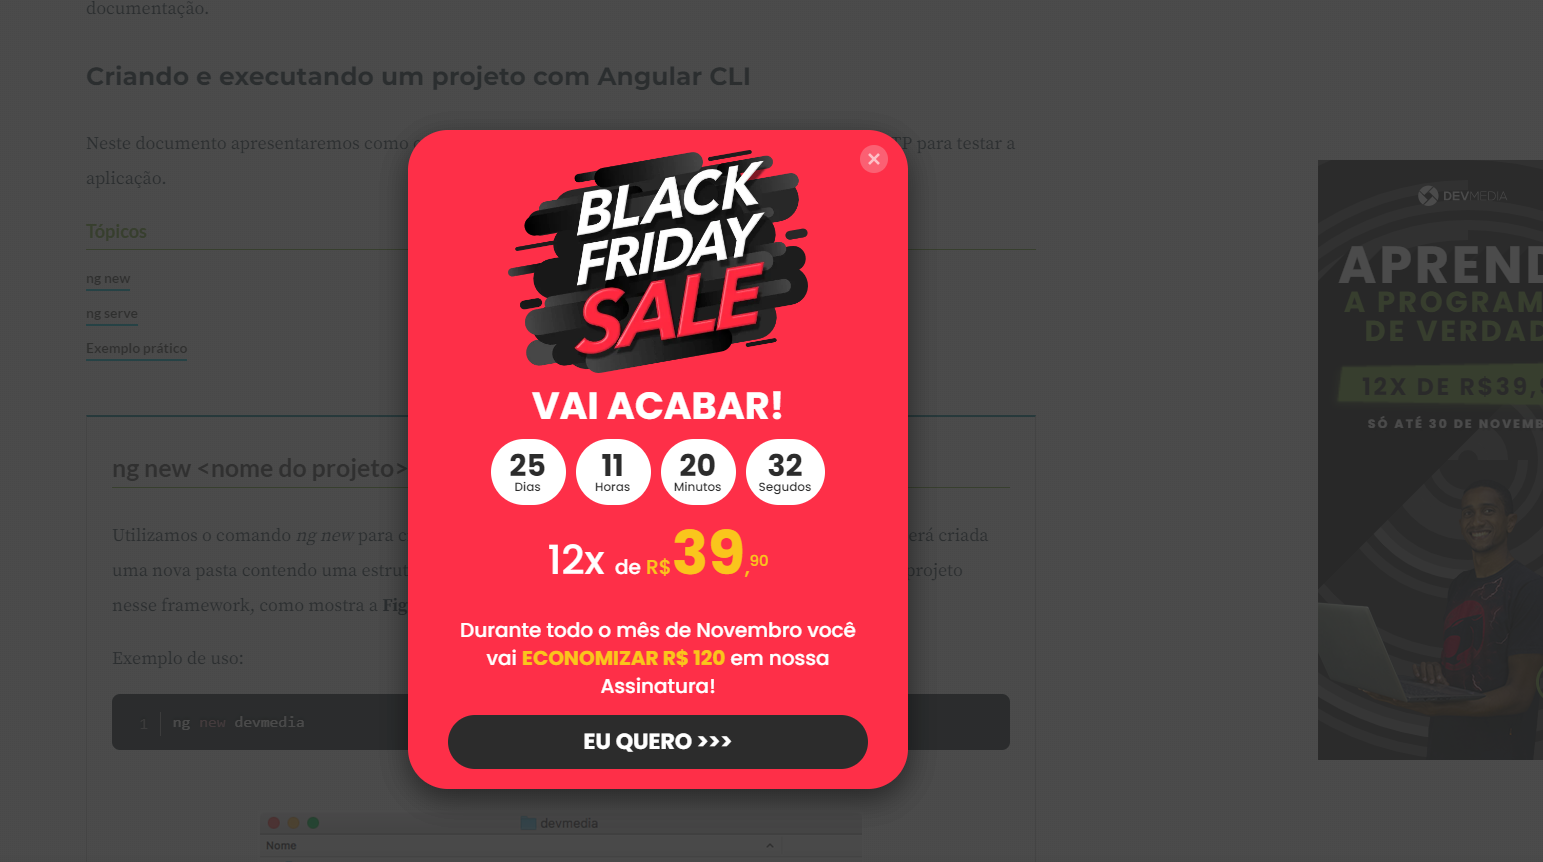 documentação.
Criando e executando um projeto com Angular CLI
Neste documento apresentaremos como
para testar a
aplicação.
Tópicos
ng new
ng serve
Exemplo prático
ng new <nome do projeto>
Utilizamos o comando ng new para
criada
uma nova pasta contendo uma
nesse framework, como mostra a
Exemplo de uso:
1 ng new devmedia
devmedia
Nome
BLACK
FRIDAY
SALE
VAI ACABAR!
25 11 20 32
Dias Horas Minutos Segudos
12x de R$39,90
Durante todo o mês de Novembro você
vai ECONOMIZAR R$ 120 em nossa
Assinatura!
EU QUERO >>>
DEVMEDIA
APREND
A PROGRAM
DE VERDAD
12X DE R$39,
SÓ ATÉ 30 DE NOVEMB